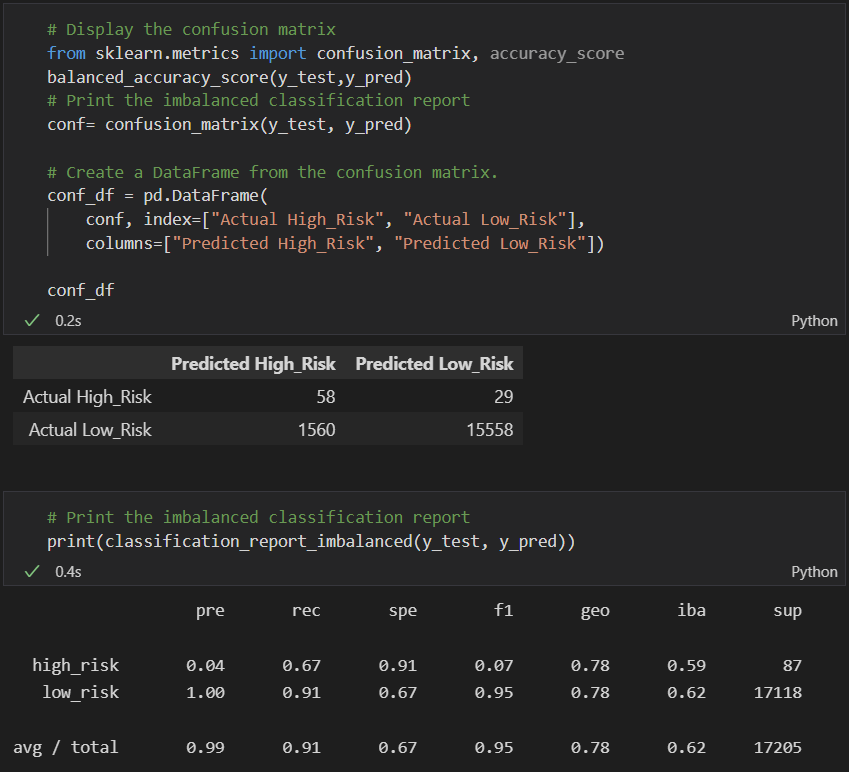 # Display the confusion matrix
from sklearn.metrics import confusion_matrix, accuracy_score
balanced_accuracy_score(y_test,y_pred)
# Print the imbalanced classification report
conf= confusion_matrix(y_test, y_pred)
# Create a DataFrame from the confusion matrix.
conf_df = pd.DataFrame(
    conf, index=["Actual High_Risk", "Actual Low_Risk"],
    columns=["Predicted High_Risk", "Predicted Low_Risk"])
conf_df
0.2s Python
Predicted High_Risk Predicted Low_Risk
Actual High_Risk 58 29
Actual Low_Risk 1560 15558
# Print the imbalanced classification report
print(classification_report_imbalanced(y_test, y_pred))
0.4s Python
pre rec spe f1 geo iba sup
high_risk 0.04 0.67 0.91 0.07 0.78 0.59 87
low_risk 1.00 0.91 0.67 0.95 0.78 0.62 17118
avg / total 0.99 0.91 0.67 0.95 0.78 0.62 17205